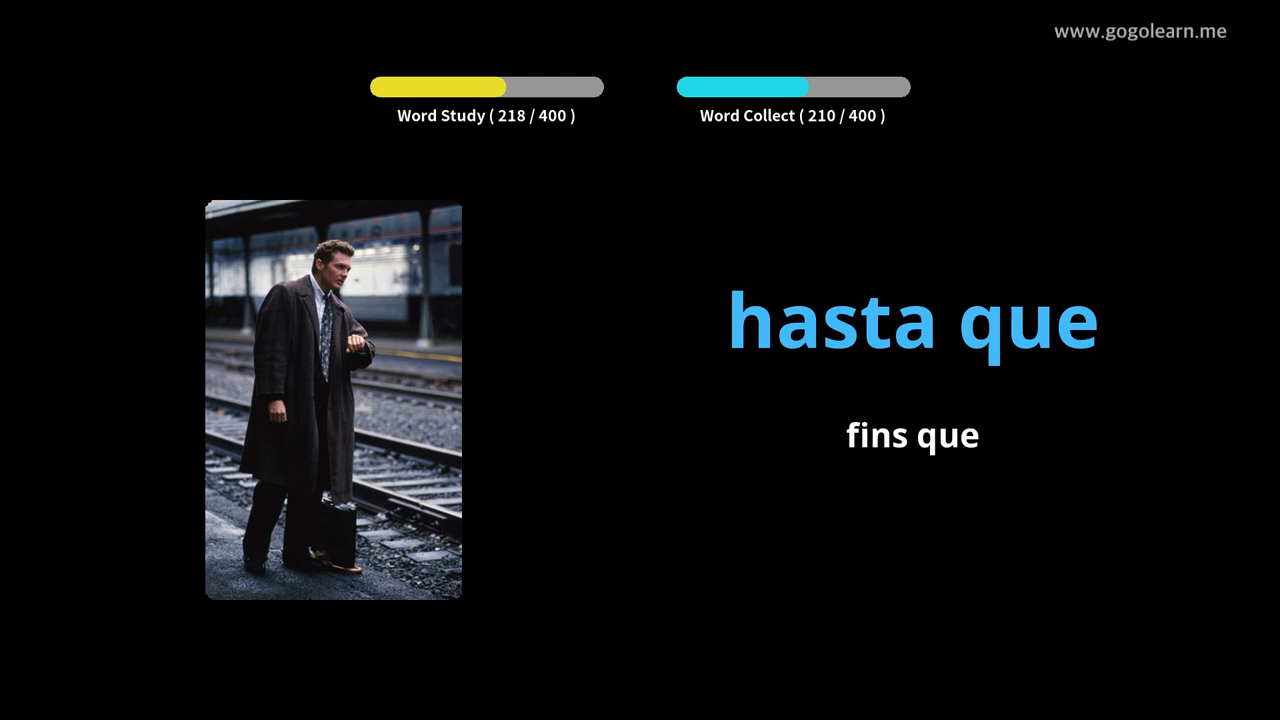 www.gogolearn.me
Word Study ( 218 / 400 )
Word Collect ( 210 / 400 )
hasta que
fins que